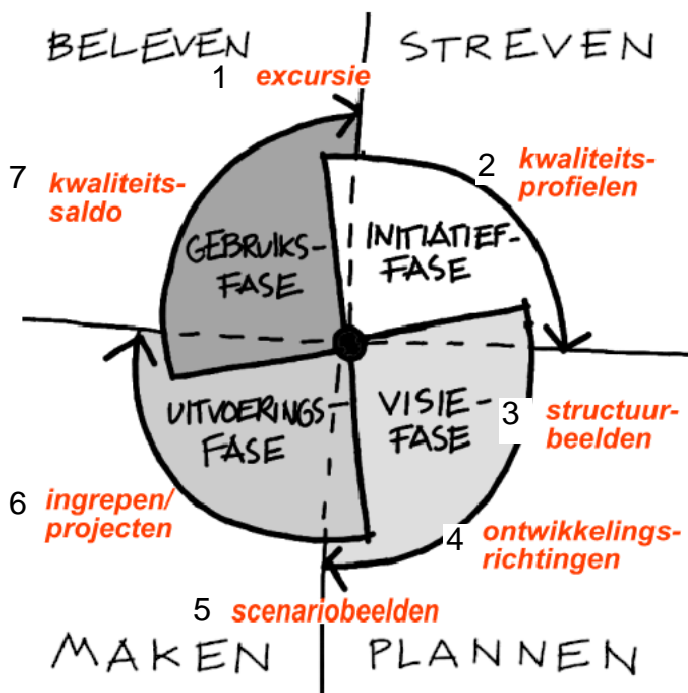 BELEVEN
STREVEN
1 excursie
2 kwaliteits-
profielen
7 kwaliteits-
saldo
GEBRUIKS-
FASE
INITIATIEF-
FASE
UITVOERINGS
FASE
VISIE-
FASE
3 structuur-
beelden
6 ingrepen/
projecten
4 ontwikkelings-
richtingen
5 scenariobeelden
MAKEN
PLANNEN